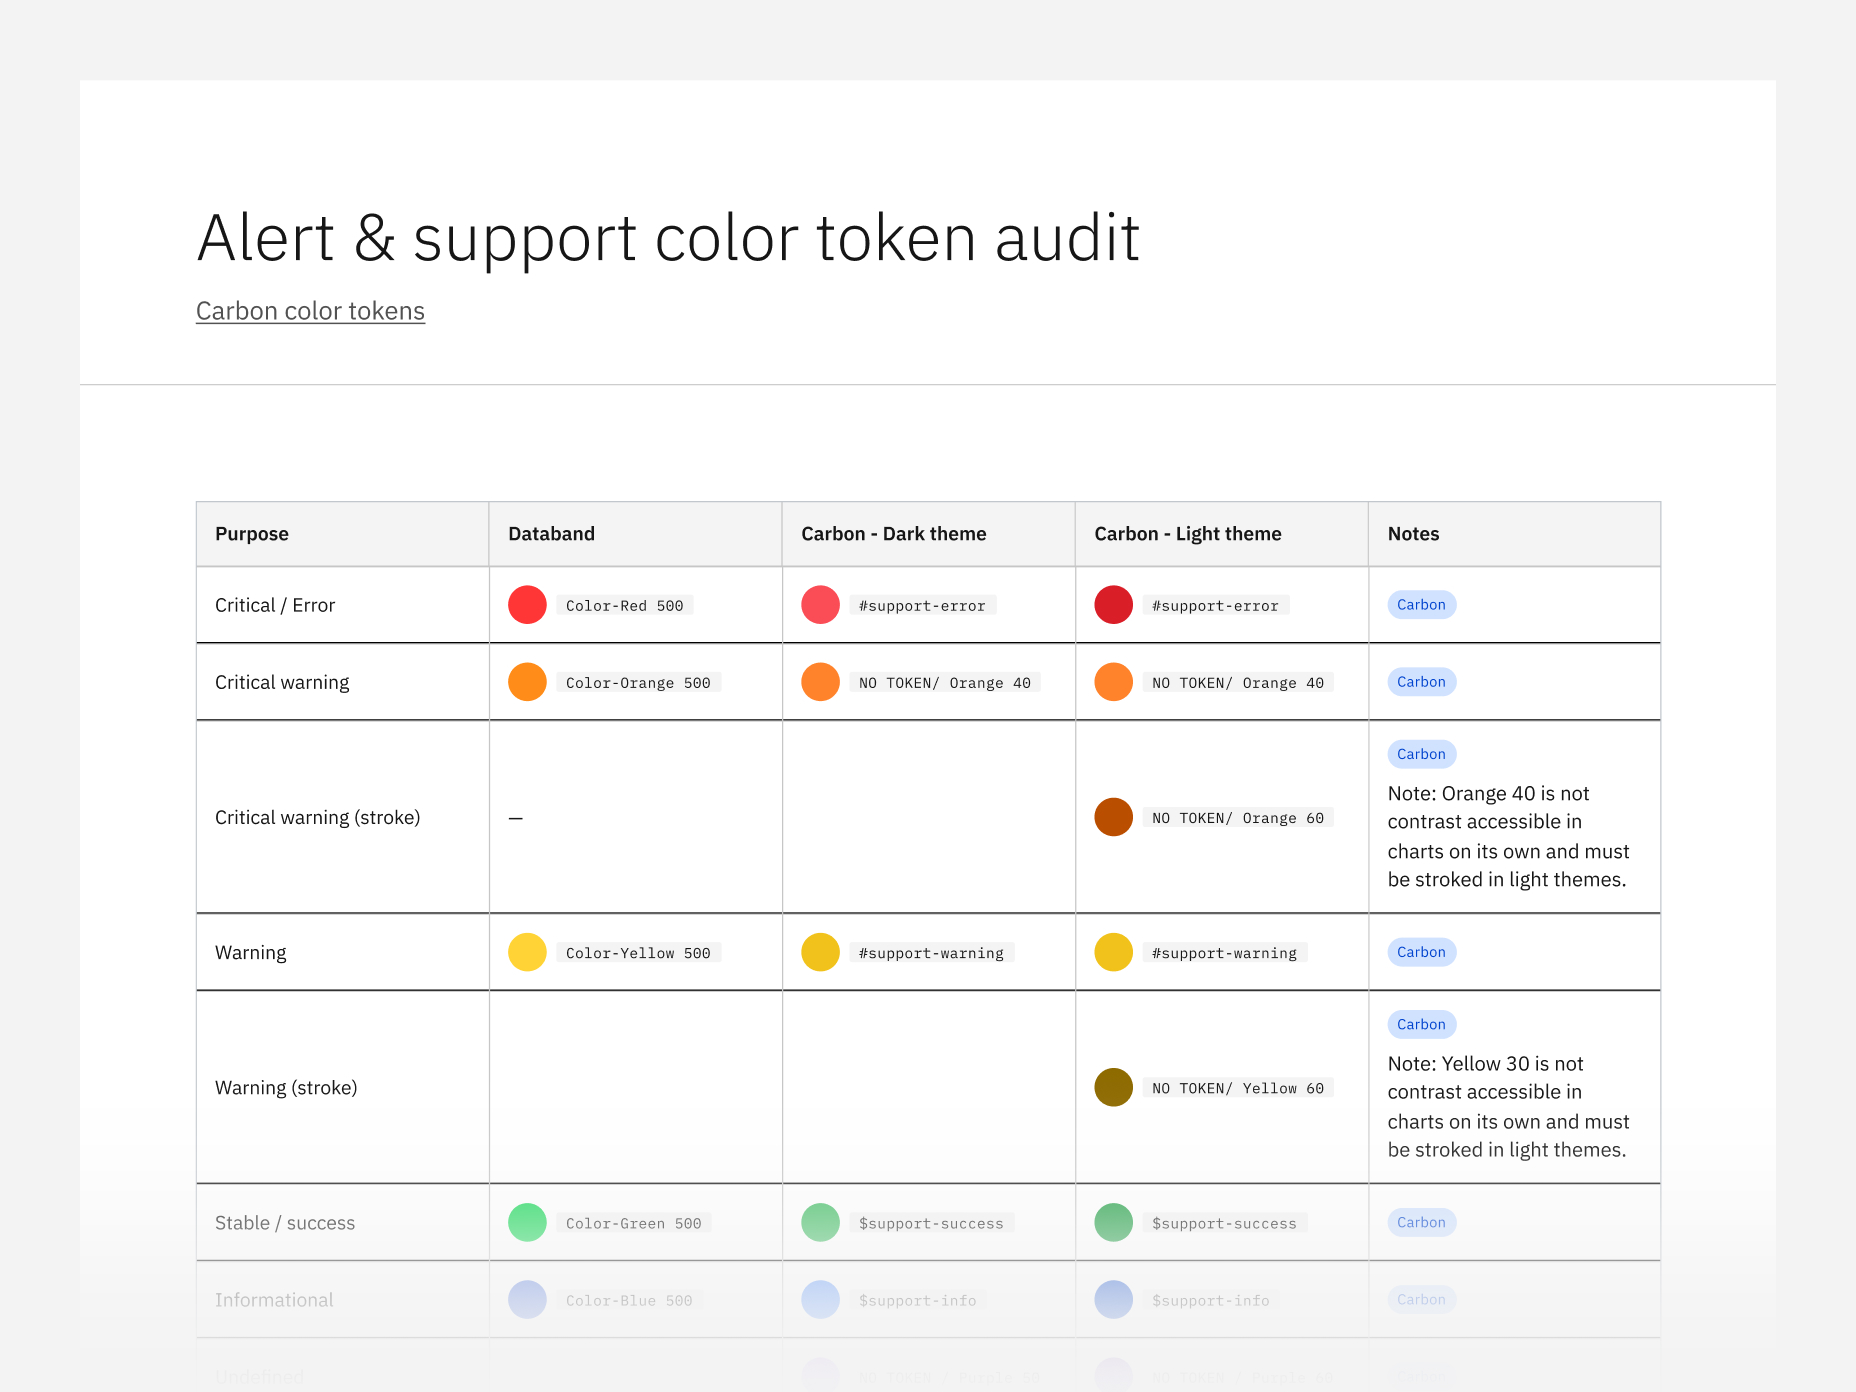 Alert & support color token audit
Carbon color tokens
Purpose Databand Carbon - Dark theme Carbon - Light theme Notes
Critical / Error Color-Red 500 #support-error #support-error Carbon
Critical warning Color-Orange 500 NO TOKEN/ Orange 40 NO TOKEN/ Orange 40 Carbon
Critical warning (stroke) — NO TOKEN/ Orange 60 Carbon
Note: Orange 40 is not
contrast accessible in
charts on its own and must
be stroked in light themes.
Warning Color-Yellow 500 #support-warning #support-warning Carbon
Warning (stroke) NO TOKEN/ Yellow 60 Carbon
Note: Yellow 30 is not
contrast accessible in
charts on its own and must
be stroked in light themes.
Stable / success Color-Green 500 $support-success $support-success Carbon
Informational Color-Blue 500 $support-info $support-info Carbon
Undefined NO TOKEN / Purple NO TOKEN / Purple